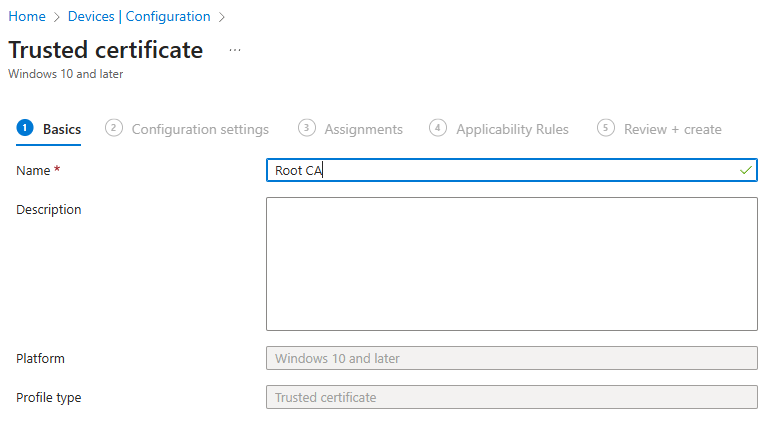 Home > Devices | Configuration >
Trusted certificate ...
Windows 10 and later
1 Basics 2 Configuration settings 3 Assignments 4 Applicability Rules 5 Review + create
Name * Root CA
Description
Platform Windows 10 and later
Profile type Trusted certificate